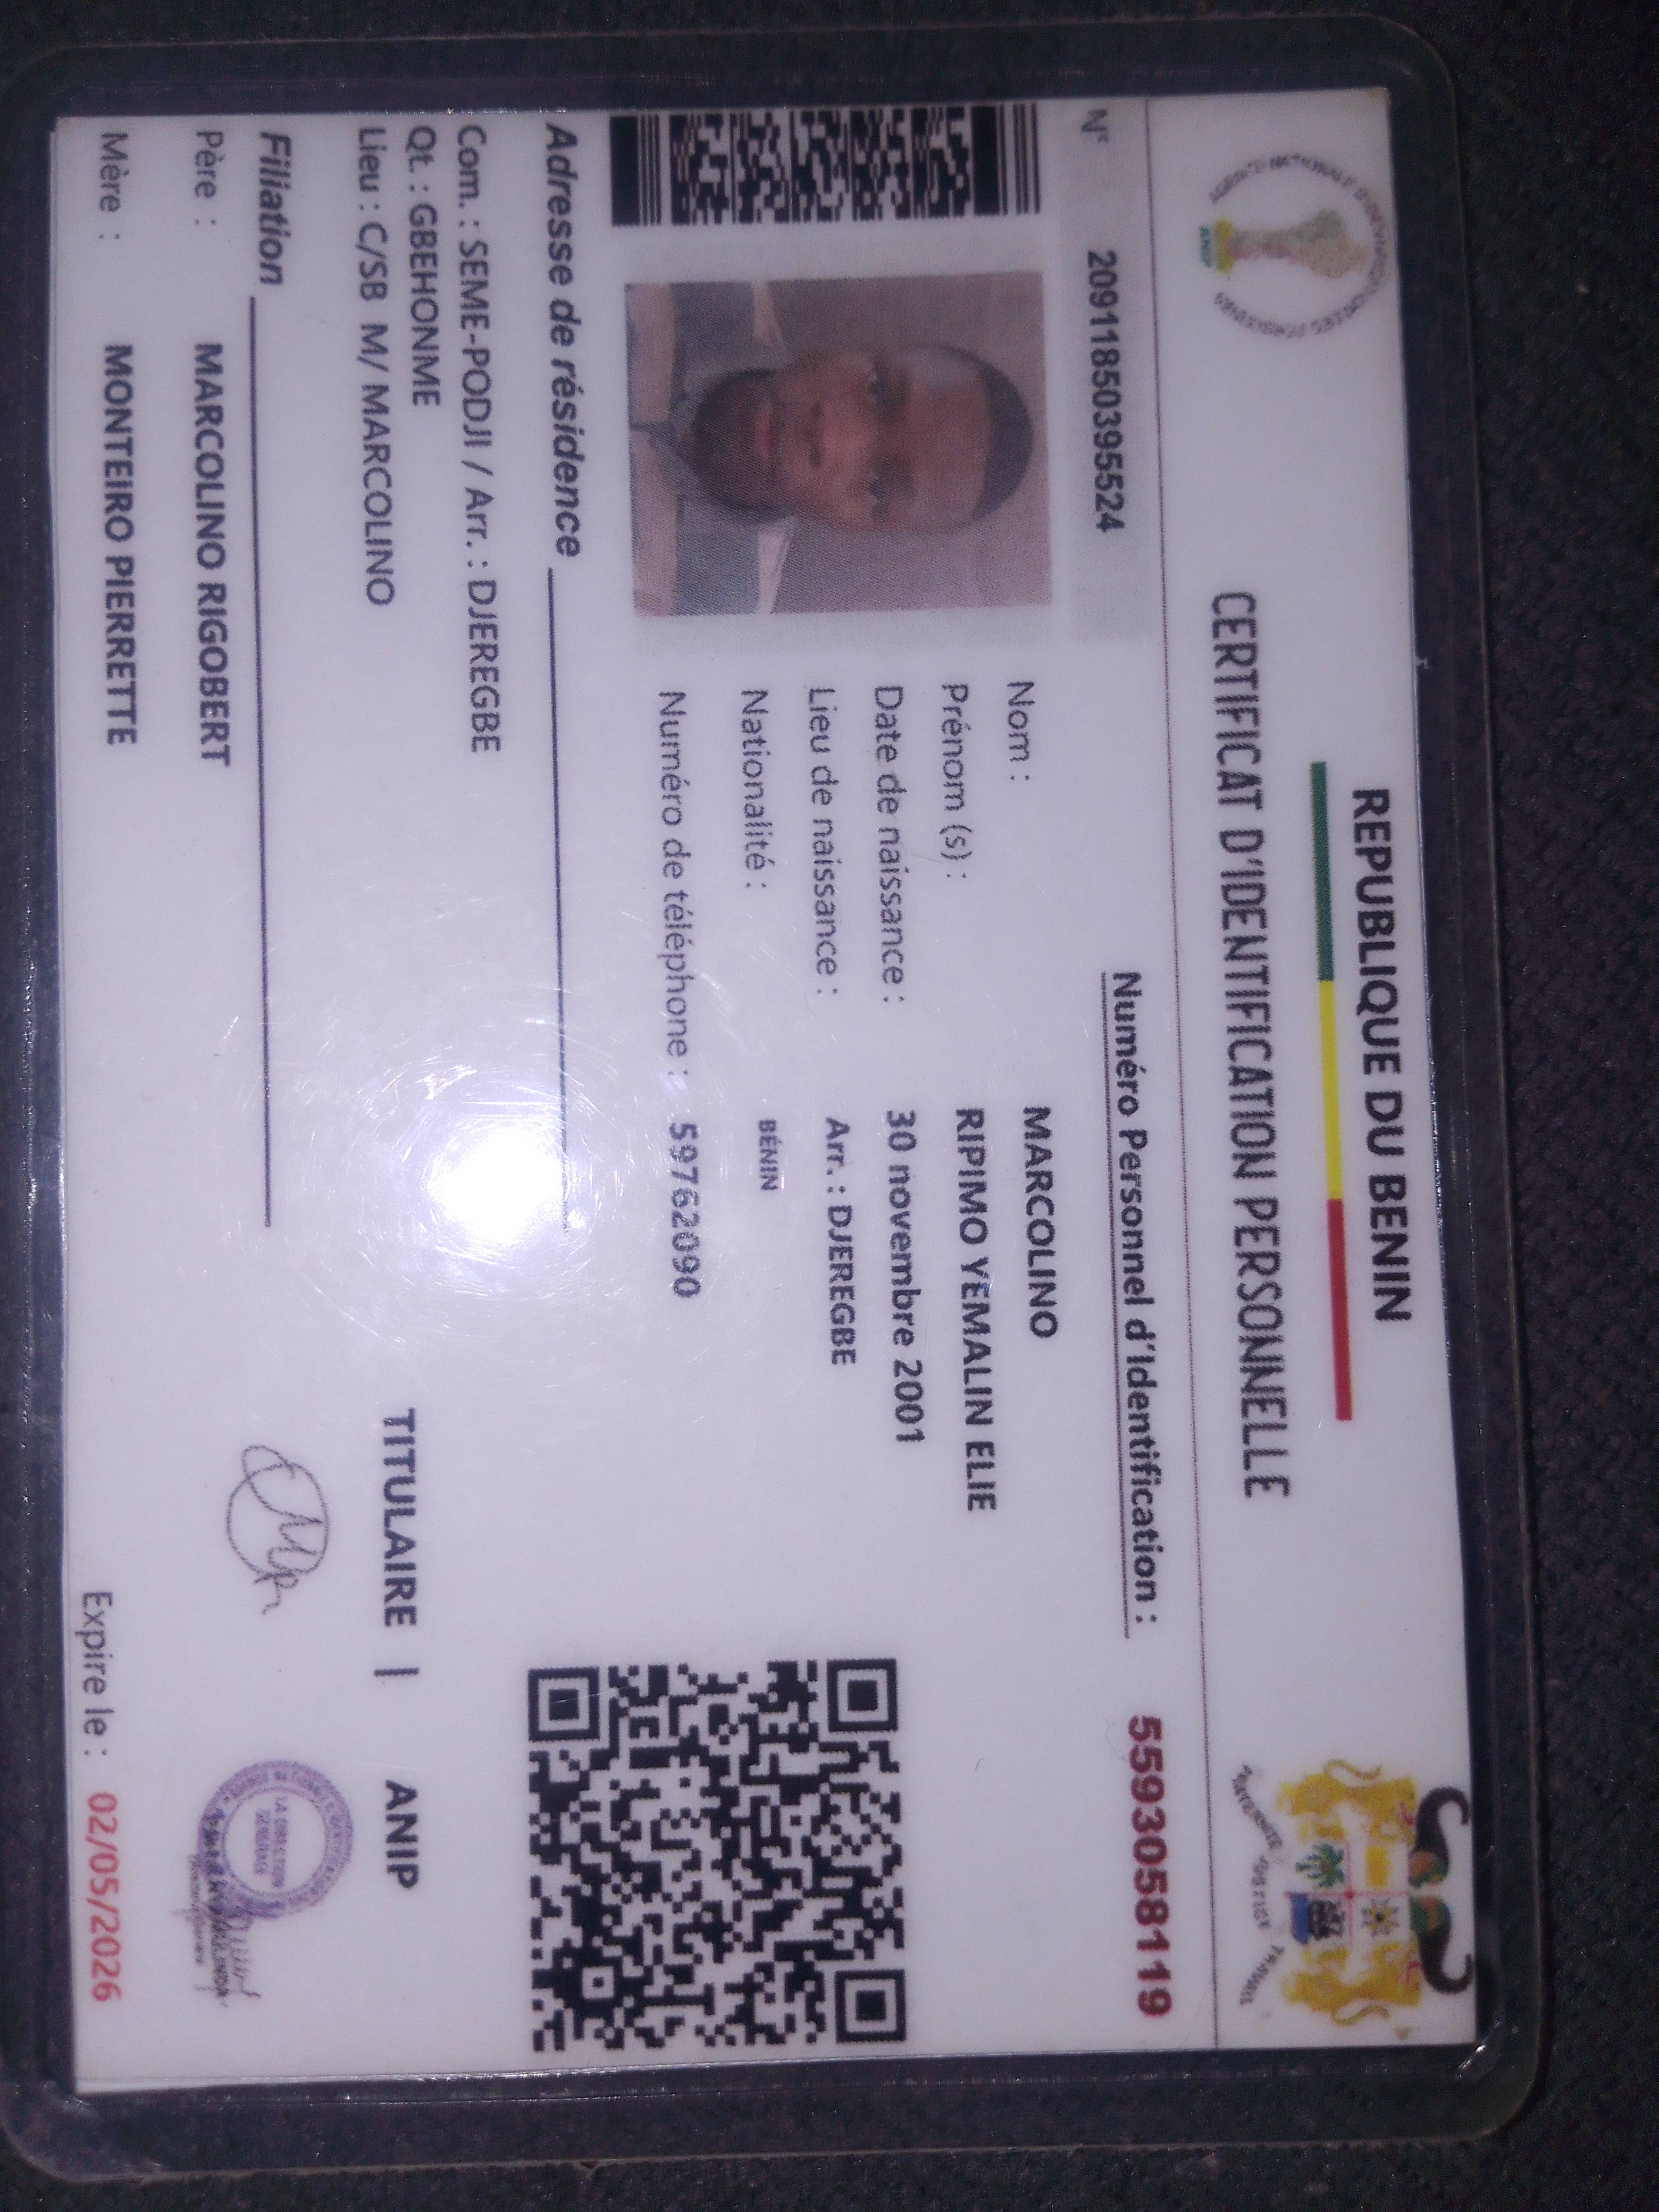 REPUBLIQUE DU BENIN
CERTIFICAT D'IDENTIFICATION PERSONNELLE
ANIP
N° 20911850395524
Numéro Personnel d'Identification : 5593058119
Nom : MARCOLINO
Prénom (s) : RIPIMO YEMALIN ELIE
Date de naissance : 30 novembre 2001
Lieu de naissance : Arr. : DJEREGBE
Nationalité : BÉNIN
Numéro de téléphone : 59762090
Adresse de résidence
Com. : SEME-PODJI / Arr. : DJEREGBE
Qt. : GBEHONME
Lieu : C/SB M/ MARCOLINO
TITULAIRE | ANIP
Filiation
Père : MARCOLINO RIGOBERT
Mère : MONTEIRO PIERRETTE
Expire le : 02/05/2026